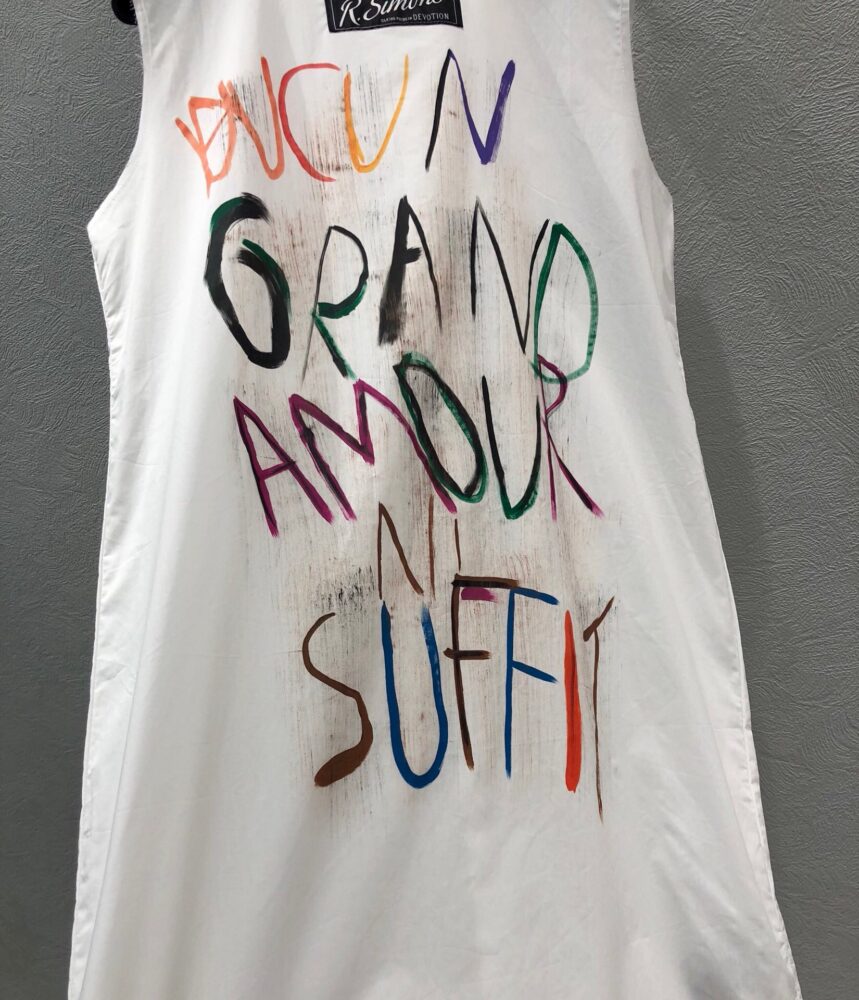 R. Simons
DEVOTION
AUCUN
GRAND
AMOUR
NI
SUFFIT